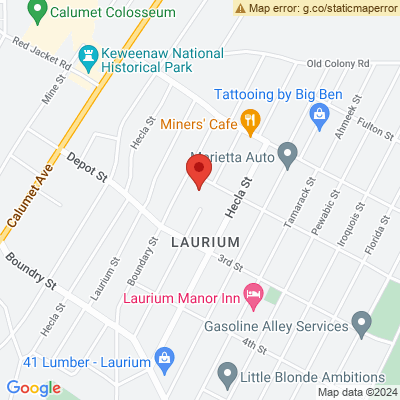 Map error: g.co/staticmaperror
Calumet Colosseum
Red Jacket Rd
Keweenaw National
Historical Park
Old Colony Rd
Mine St
Tattooing by Big
Ben
Hecla St
Miners' Cafe
Ahmeek St
Fulton St
Marietta Auto
Depot St
Calumet Ave
Hecla St
Tamarack St
Pewabic St
Iroquois St
Florida St
LAURIUM
Boundary St
Laurium St
3rd St
Boundry St
Laurium Manor Inn
Hecla St
Gasoline Alley Services
4th St
41 Lumber - Laurium
Little Blonde Ambitions
Google
Map data ©2024